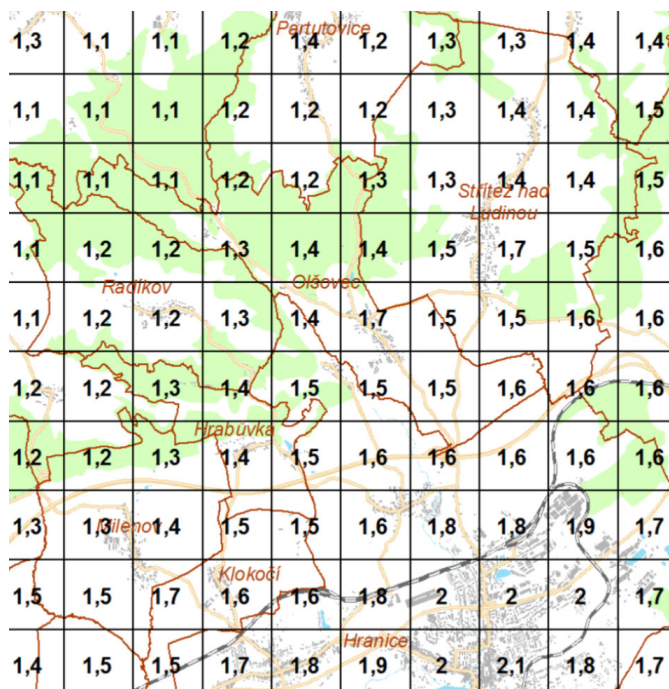 Partutovice
1,3 1,1 1,1 1,2 1,4 1,2 1,3 1,3 1,4 1,4
1,1 1,1 1,1 1,2 1,2 1,2 1,3 1,4 1,4 1,5
1,1 1,1 1,1 1,2 1,2 1,3 1,3 1,4 1,4 1,5
Střítež nad
Ludinou
1,1 1,2 1,2 1,3 1,4 1,4 1,5 1,7 1,5 1,6
Radíkov Olšovec
1,1 1,2 1,2 1,3 1,4 1,7 1,5 1,5 1,6 1,6
1,2 1,2 1,3 1,4 1,5 1,5 1,5 1,6 1,6 1,6
Hrabůvka
1,2 1,2 1,3 1,4 1,5 1,6 1,6 1,6 1,6 1,6
1,3 1,3 1,4 1,5 1,5 1,6 1,8 1,8 1,9 1,7
Milenov
Klokočí
1,5 1,5 1,7 1,6 1,6 1,8 2 2 2 1,7
Hranice
1,4 1,5 1,5 1,7 1,8 1,9 2 2,1 1,8 1,7